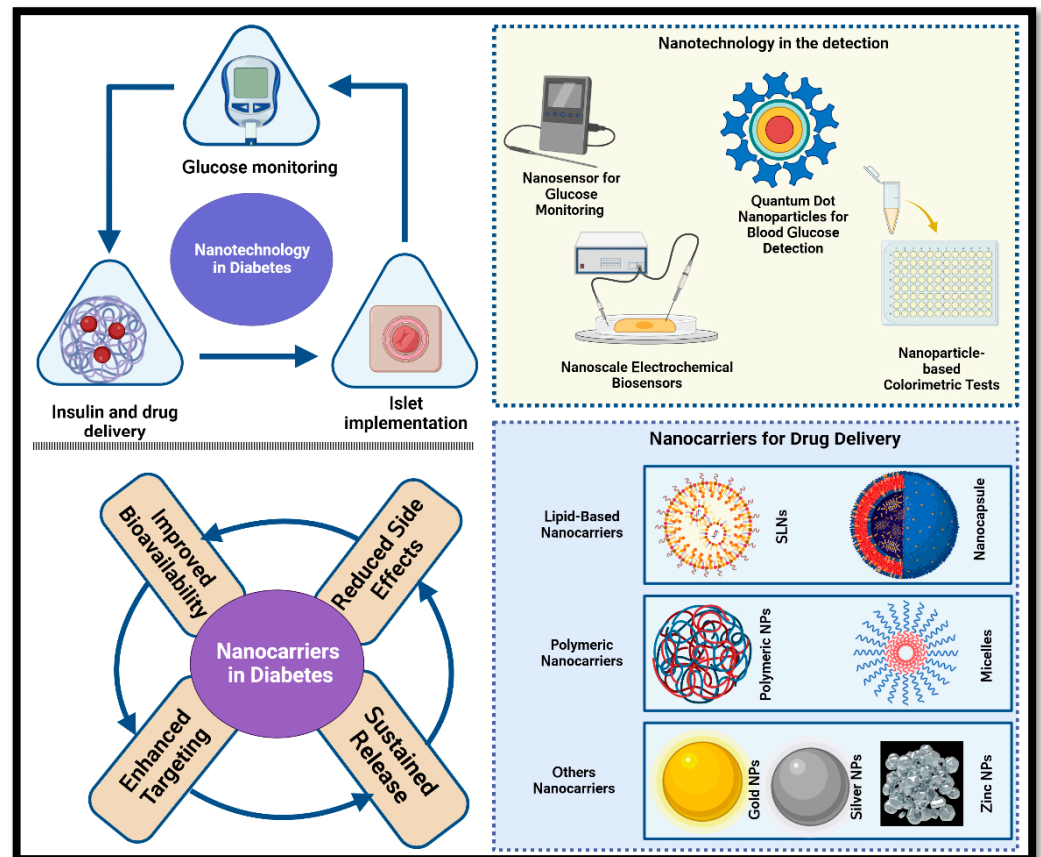 Glucose monitoring
Nanotechnology
in Diabetes
Insulin and drug
delivery
Islet
implementation
Nanotechnology in the detection
Nanosensor for
Glucose
Monitoring
Quantum Dot
Nanoparticles for
Blood Glucose
Detection
Nanoscale Electrochemical
Biosensors
Nanoparticle-
based
Colorimetric Tests
Improved
Bioavailability
Reduced Side
Effects
Nanocarriers
in Diabetes
Enhanced
Targeting
Sustained
Release
Nanocarriers for Drug Delivery
Lipid-Based
Nanocarriers
SLNs
Nanocapsule
Polymeric
Nanocarriers
Polymeric NPs
Micelles
Others
Nanocarriers
Gold NPs
Silver NPs
Zinc NPs